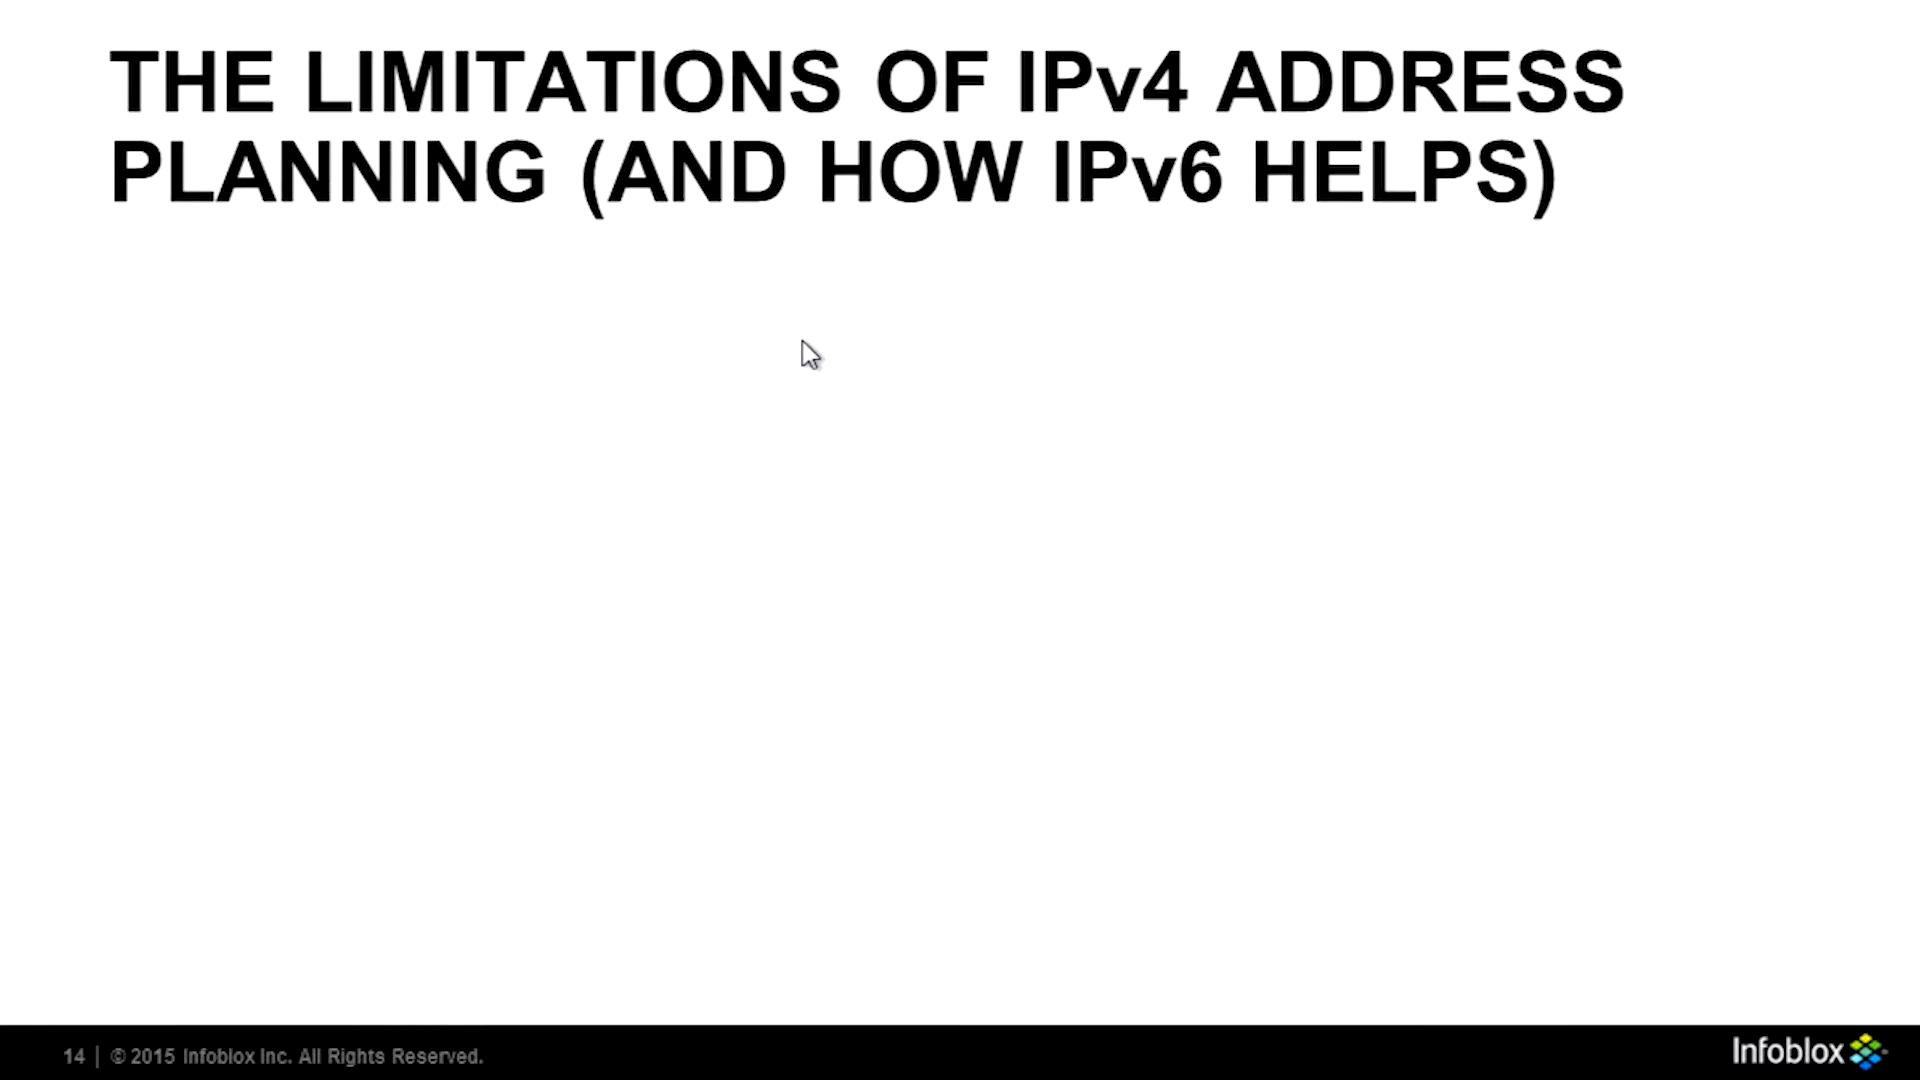 THE LIMITATIONS OF IPv4 ADDRESS
PLANNING (AND HOW IPv6 HELPS)
14 | © 2015 Infoblox Inc. All Rights Reserved.
Infoblox